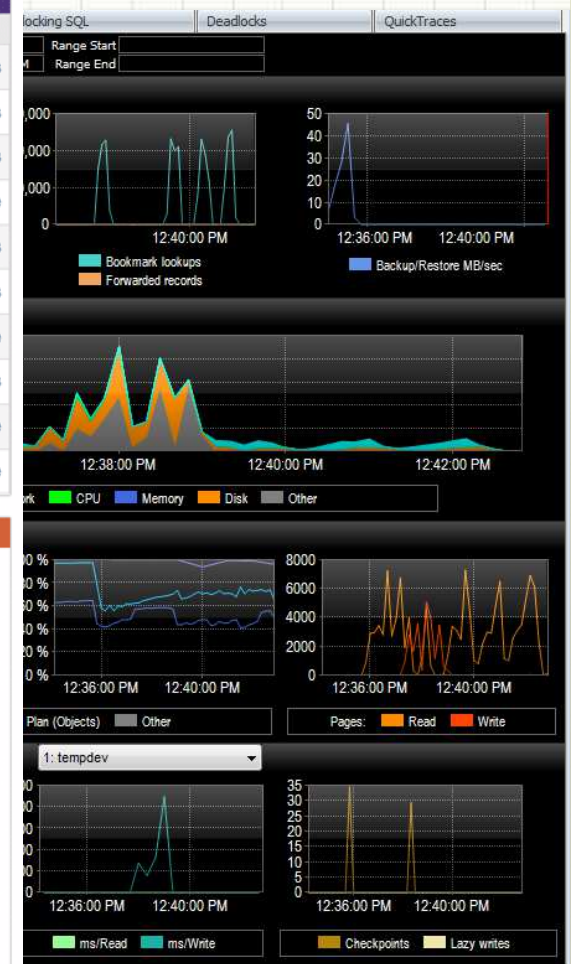 locking SQL Deadlocks QuickTraces
Range Start
M Range End
,000
,000
,000
0
12:40:00 PM
Bookmark lookups
Forwarded records
50
40
30
20
10
0
12:36:00 PM 12:40:00 PM
Backup/Restore MB/sec
12:38:00 PM 12:40:00 PM 12:42:00 PM
rk CPU Memory Disk Other
00 %
80 %
60 %
40 %
20 %
0 %
12:36:00 PM 12:40:00 PM
Plan (Objects) Other
8000
6000
4000
2000
0
12:36:00 PM 12:40:00 PM
Pages: Read Write
1: tempdev
0
12:36:00 PM 12:40:00 PM
ms/Read ms/Write
35
30
25
20
15
10
5
0
12:36:00 PM 12:40:00 PM
Checkpoints Lazy writes